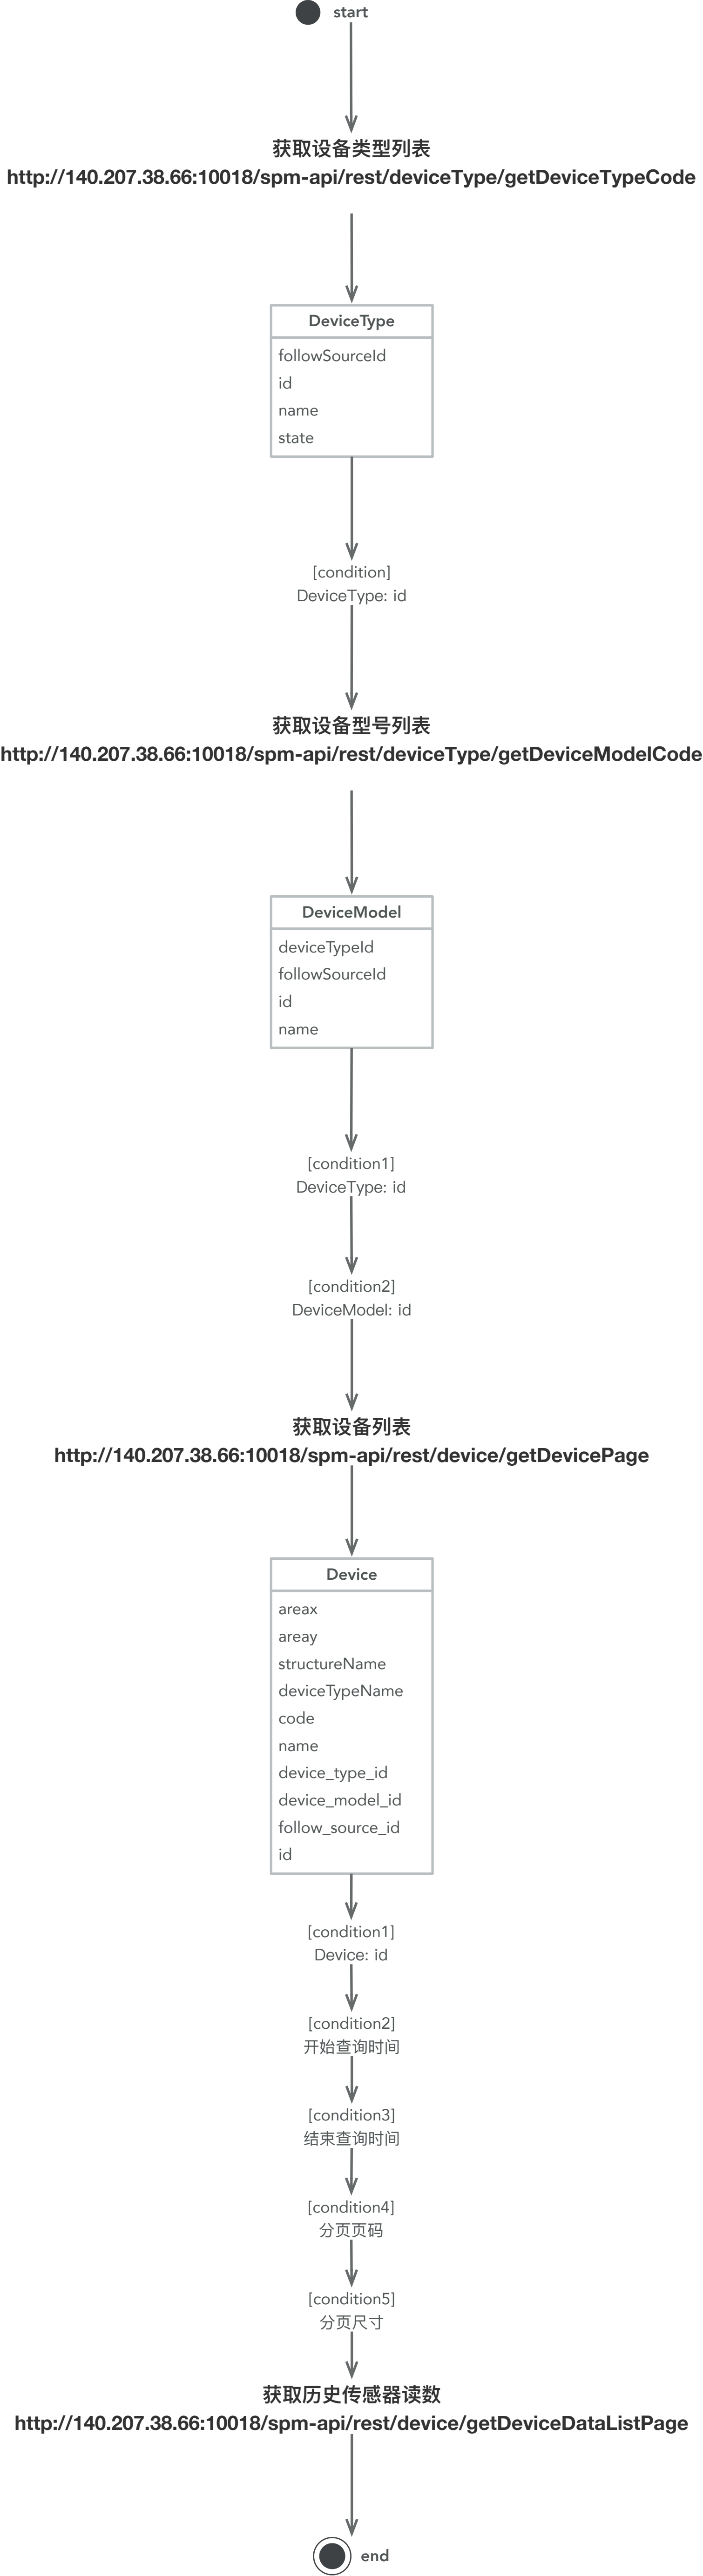 start
获取设备类型列表
http://140.207.38.66:10018/spm-api/rest/deviceType/getDeviceTypeCode
DeviceType
followSourceId
id
name
state
[condition]
DeviceType: id
获取设备型号列表
http://140.207.38.66:10018/spm-api/rest/deviceType/getDeviceModelCode
DeviceModel
deviceTypeId
followSourceId
id
name
[condition1]
DeviceType: id
[condition2]
DeviceModel: id
获取设备列表
http://140.207.38.66:10018/spm-api/rest/device/getDevicePage
Device
areax
areay
structureName
deviceTypeName
code
name
device_type_id
device_model_id
follow_source_id
id
[condition1]
Device: id
[condition2]
开始查询时间
[condition3]
结束查询时间
[condition4]
分页页码
[condition5]
分页尺寸
获取历史传感器读数
http://140.207.38.66:10018/spm-api/rest/device/getDeviceDataListPage
end